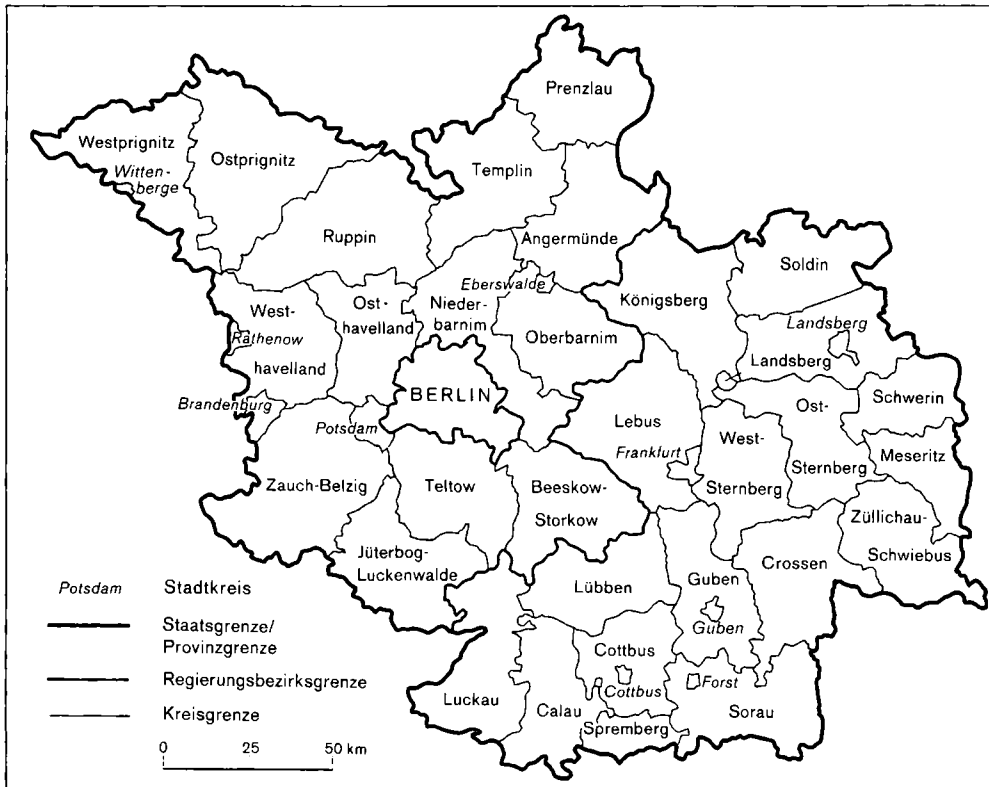 Prenzlau
Westprignitz
Witten-
berge
Ostprignitz
Templin
Ruppin
Angermünde
Soldin
Eberswalde
Königsberg
West-
Rathenow
havelland
Ost-
havelland
Nieder-
barnim
Oberbarnim
Landsberg
Landsberg
BERLIN
Brandenburg
Potsdam
Lebus
Frankfurt
Ost-
Sternberg
Schwerin
West-
Sternberg
Meseritz
Zauch-Belzig
Teltow
Beeskow-
Storkow
Züllichau-
Schwiebus
Jüterbog-
Luckenwalde
Crossen
Lübben
Guben
Guben
Cottbus
Cottbus
Forst
Luckau
Calau
Spremberg
Sorau
Potsdam Stadtkreis
Staatsgrenze/
Provinzgrenze
Regierungsbezirksgrenze
Kreisgrenze
0 25 50 km